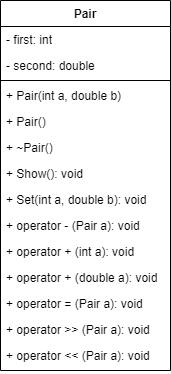 Pair
- first: int
- second: double
+ Pair(int a, double b)
+ Pair()
+ ~Pair()
+ Show(): void
+ Set(int a, double b): void
+ operator - (Pair a): void
+ operator + (int a): void
+ operator + (double a): void
+ operator = (Pair a): void
+ operator >> (Pair a): void
+ operator << (Pair a): void